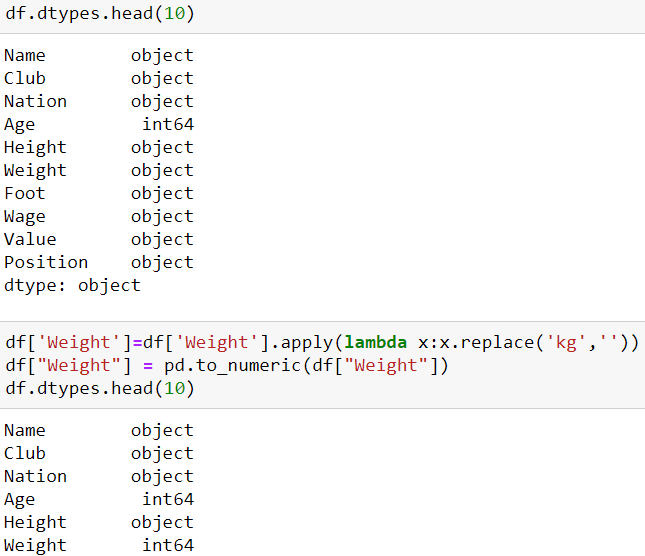 df.dtypes.head(10)
Name object
Club object
Nation object
Age int64
Height object
Weight object
Foot object
Wage object
Value object
Position object
dtype: object
df['Weight']=df['Weight'].apply(lambda x:x.replace('kg',''))
df["Weight"] = pd.to_numeric(df["Weight"])
df.dtypes.head(10)
Name object
Club object
Nation object
Age int64
Height object
Weight int64